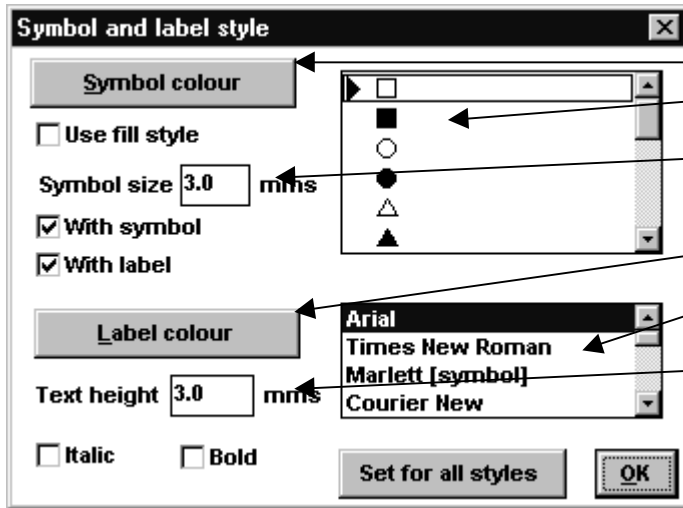 Symbol and label style
Symbol colour
Use fill style
Symbol size 3.0 mms
With symbol
With label
Label colour
Arial
Times New Roman
Marlett [symbol]
Courier New
Text height 3.0 mms
Italic Bold
Set for all styles OK